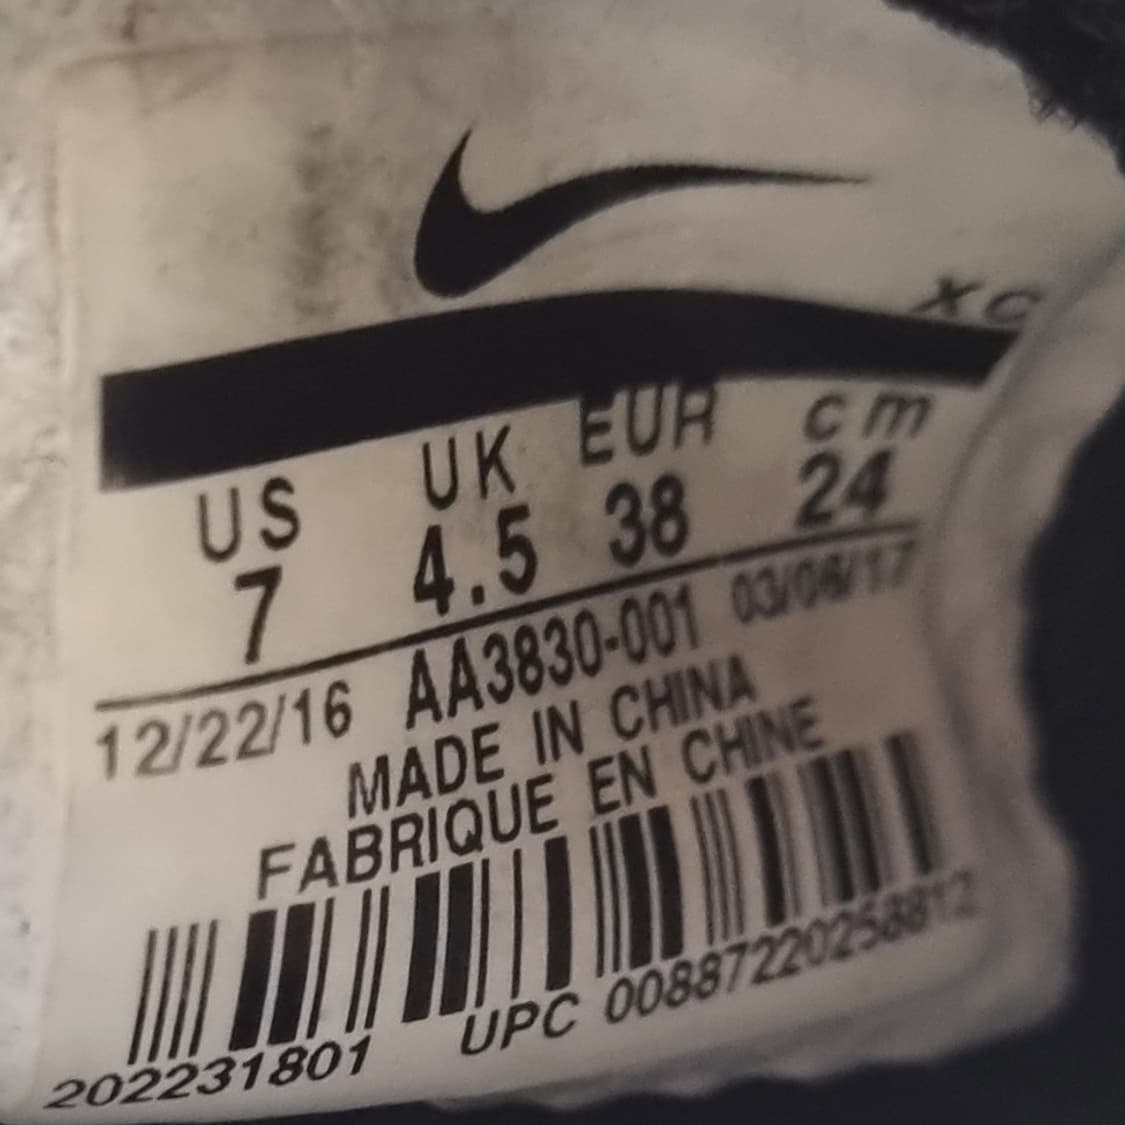 XC
US UK EUR cm
7 4.5 38 24
12/22/16 AA3830-001 03/06/17
MADE IN CHINA
FABRIQUE EN CHINE
202231801 UPC 00887220258812